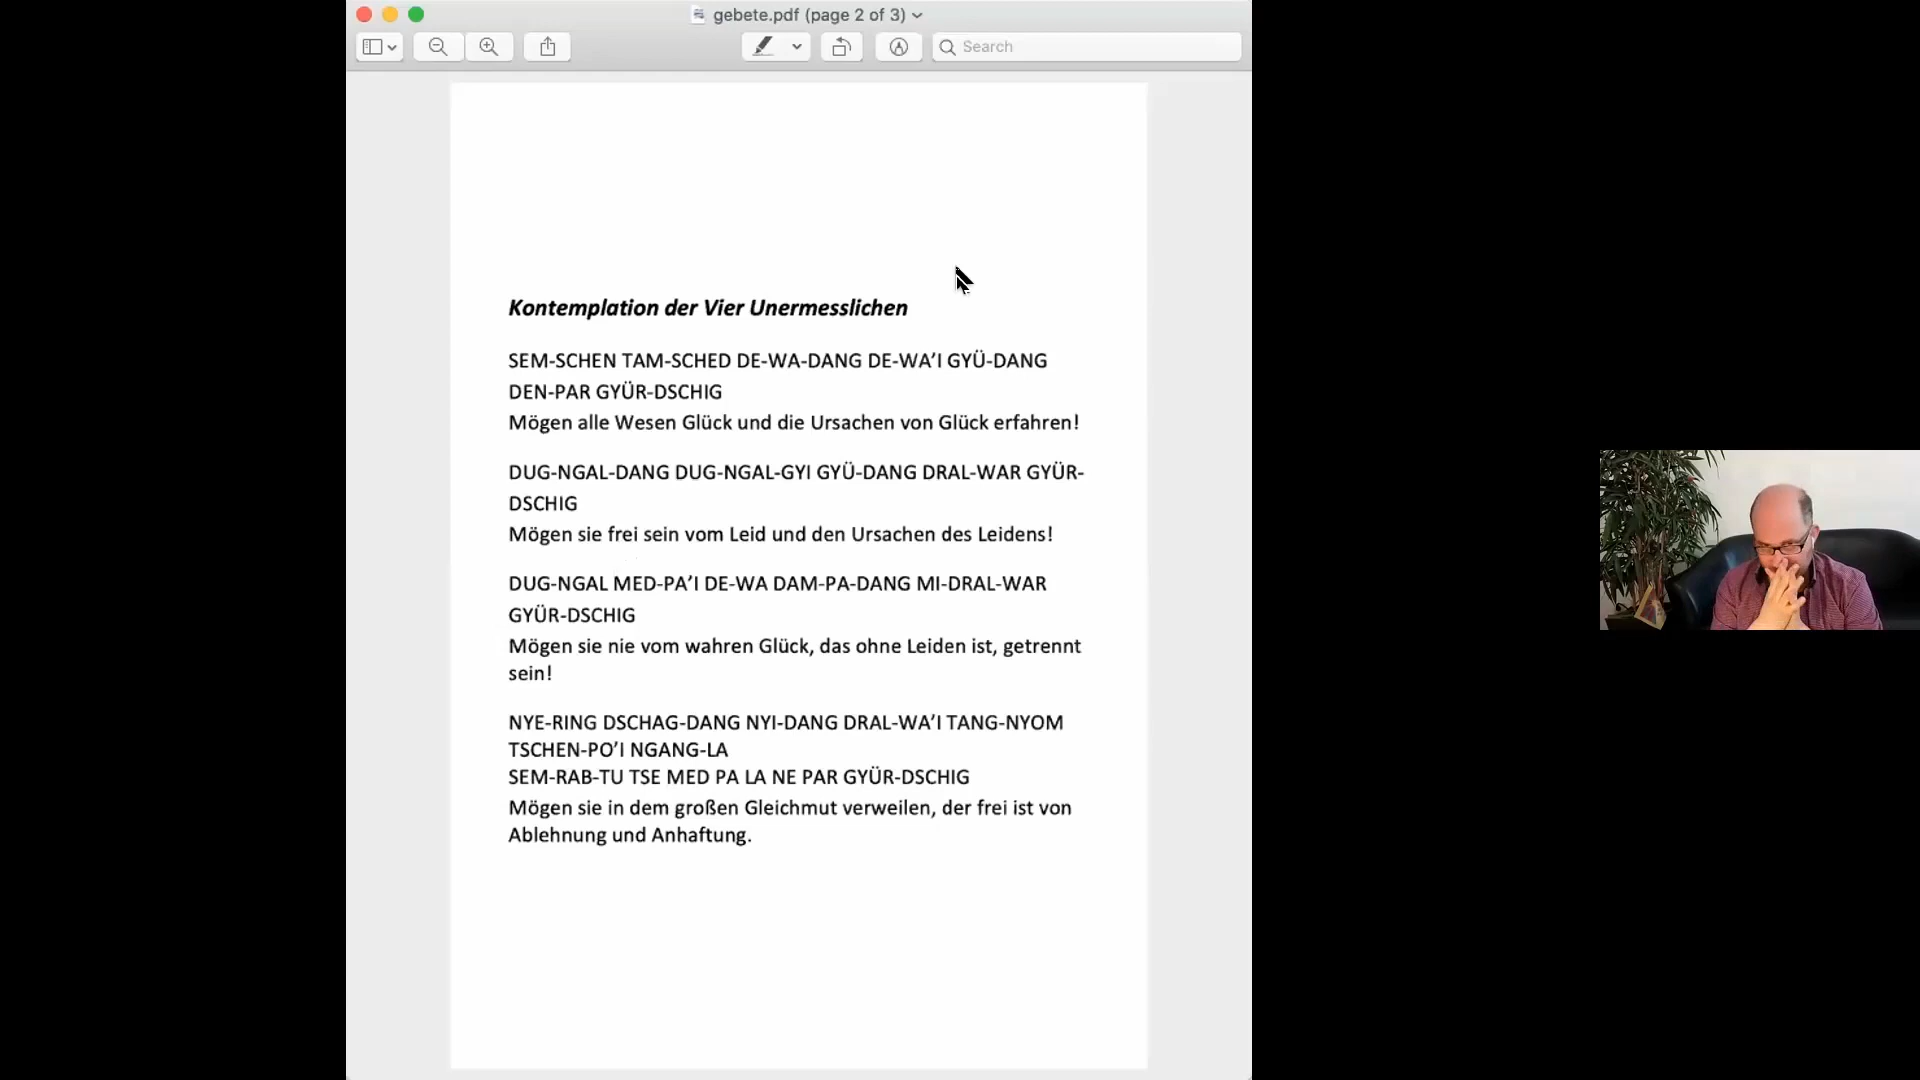 gebete.pdf (page 2 of 3)
Search
Kontemplation der Vier Unermesslichen
SEM-SCHEN TAM-SCHED DE-WA-DANG DE-WA’I GYÜ-DANG
DEN-PAR GYÜR-DSCHIG
Mögen alle Wesen Glück und die Ursachen von Glück erfahren!
DUG-NGAL-DANG DUG-NGAL-GYI GYÜ-DANG DRAL-WAR GYÜR-
DSCHIG
Mögen sie frei sein vom Leid und den Ursachen des Leidens!
DUG-NGAL MED-PA’I DE-WA DAM-PA-DANG MI-DRAL-WAR
GYÜR-DSCHIG
Mögen sie nie vom wahren Glück, das ohne Leiden ist, getrennt
sein!
NYE-RING DSCHAG-DANG NYI-DANG DRAL-WA’I TANG-NYOM
TSCHEN-PO’I NGANG-LA
SEM-RAB-TU TSE MED PA LA NE PAR GYÜR-DSCHIG
Mögen sie in dem großen Gleichmut verweilen, der frei ist von
Ablehnung und Anhaftung.